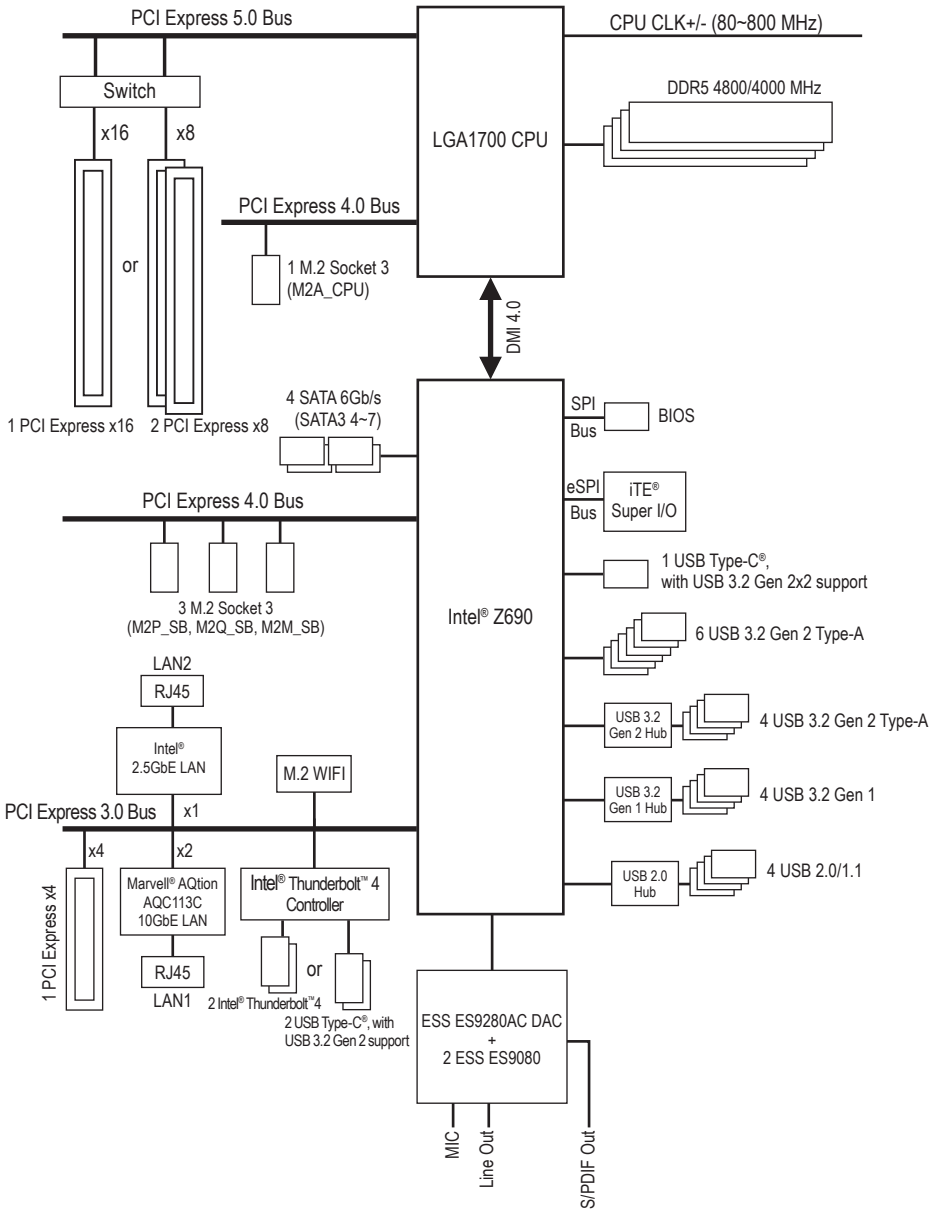 PCI Express 5.0 Bus
CPU CLK+/- (80~800 MHz)
Switch
x16
x8
DDR5 4800/4000 MHz
LGA1700 CPU
PCI Express 4.0 Bus
or
1 M.2 Socket 3
(M2A_CPU)
DMI 4.0
1 PCI Express x16
2 PCI Express x8
4 SATA 6Gb/s
(SATA3 4~7)
SPI
Bus
BIOS
eSPI
Bus
iTE®
Super I/O
PCI Express 4.0 Bus
1 USB Type-C®,
with USB 3.2 Gen 2x2 support
3 M.2 Socket 3
(M2P_SB, M2Q_SB, M2M_SB)
Intel® Z690
6 USB 3.2 Gen 2 Type-A
LAN2
RJ45
Intel®
2.5GbE LAN
M.2 WIFI
USB 3.2
Gen 2 Hub
4 USB 3.2 Gen 2 Type-A
USB 3.2
Gen 1 Hub
4 USB 3.2 Gen 1
PCI Express 3.0 Bus
x1
x4
x2
Marvell® AQtion
AQC113C
10GbE LAN
Intel® Thunderbolt™ 4
Controller
USB 2.0
Hub
4 USB 2.0/1.1
1 PCI Express x4
RJ45
LAN1
or
2 Intel® Thunderbolt™4
2 USB Type-C®, with
USB 3.2 Gen 2 support
ESS ES9280AC DAC
+
2 ESS ES9080
MIC
Line Out
S/PDIF Out